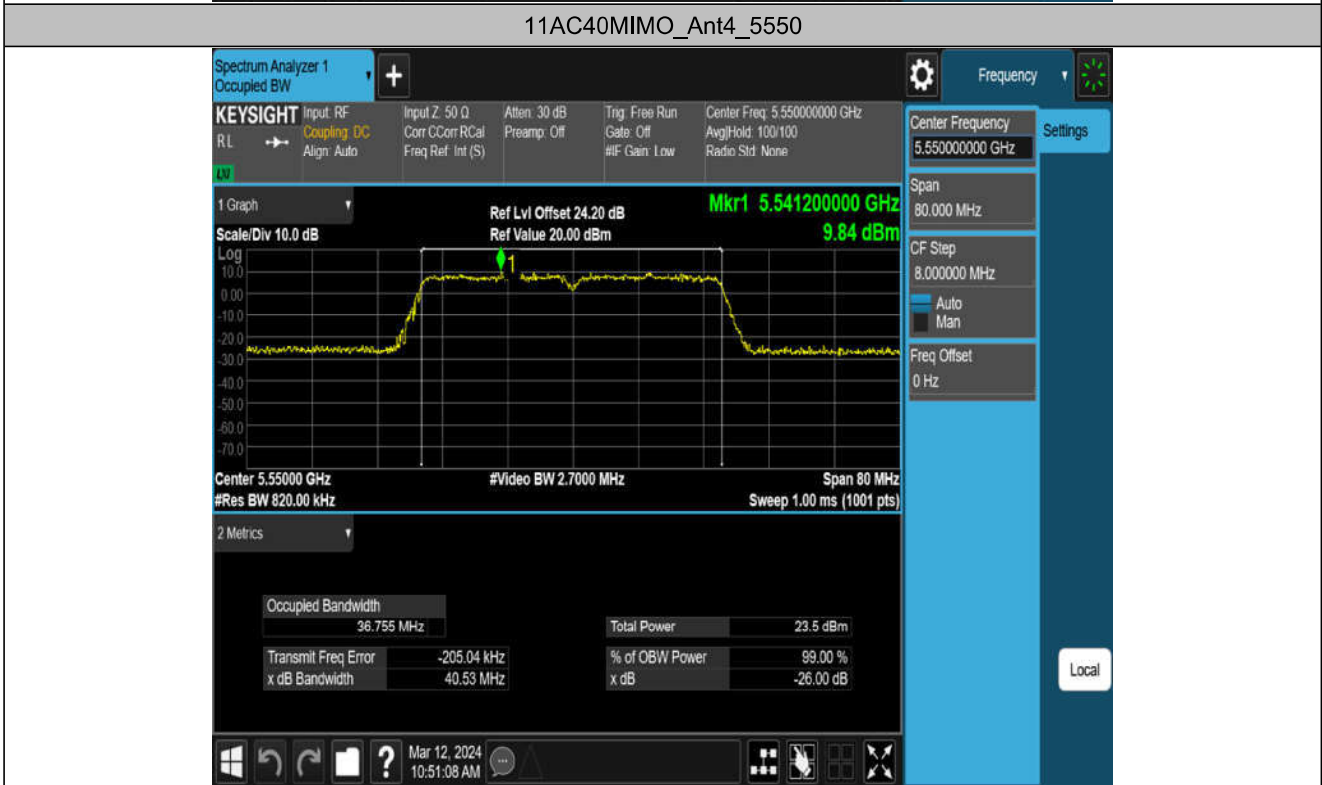 11AC40MIMO_Ant4_5550
Spectrum Analyzer 1
Occupied BW
+
Frequency
KEYSIGHT
RL
LXI
Input: RF
Coupling: DC
Align: Auto
Input Z: 50 Ω
Corr CCorr RCal
Freq Ref: Int (S)
Atten: 30 dB
Preamp: Off
Trig: Free Run
Gate: Off
#IF Gain: Low
Center Freq: 5.550000000 GHz
Avg|Hold: 100/100
Radio Std: None
Center Frequency
5.550000000 GHz
Settings
Span
80.000 MHz
CF Step
8.000000 MHz
Auto
Man
Freq Offset
0 Hz
Local
1 Graph
Scale/Div 10.0 dB
Ref Lvl Offset 24.20 dB
Ref Value 20.00 dBm
Mkr1 5.541200000 GHz
9.84 dBm
Log
10.0
0.00
-10.0
-20.0
-30.0
-40.0
-50.0
-60.0
-70.0
1
Center 5.55000 GHz
#Res BW 820.00 kHz
#Video BW 2.7000 MHz
Span 80 MHz
Sweep 1.00 ms (1001 pts)
2 Metrics
Occupied Bandwidth
36.755 MHz
Transmit Freq Error -205.04 kHz
x dB Bandwidth 40.53 MHz
Total Power 23.5 dBm
% of OBW Power 99.00 %
x dB -26.00 dB
?
Mar 12, 2024
10:51:08 AM